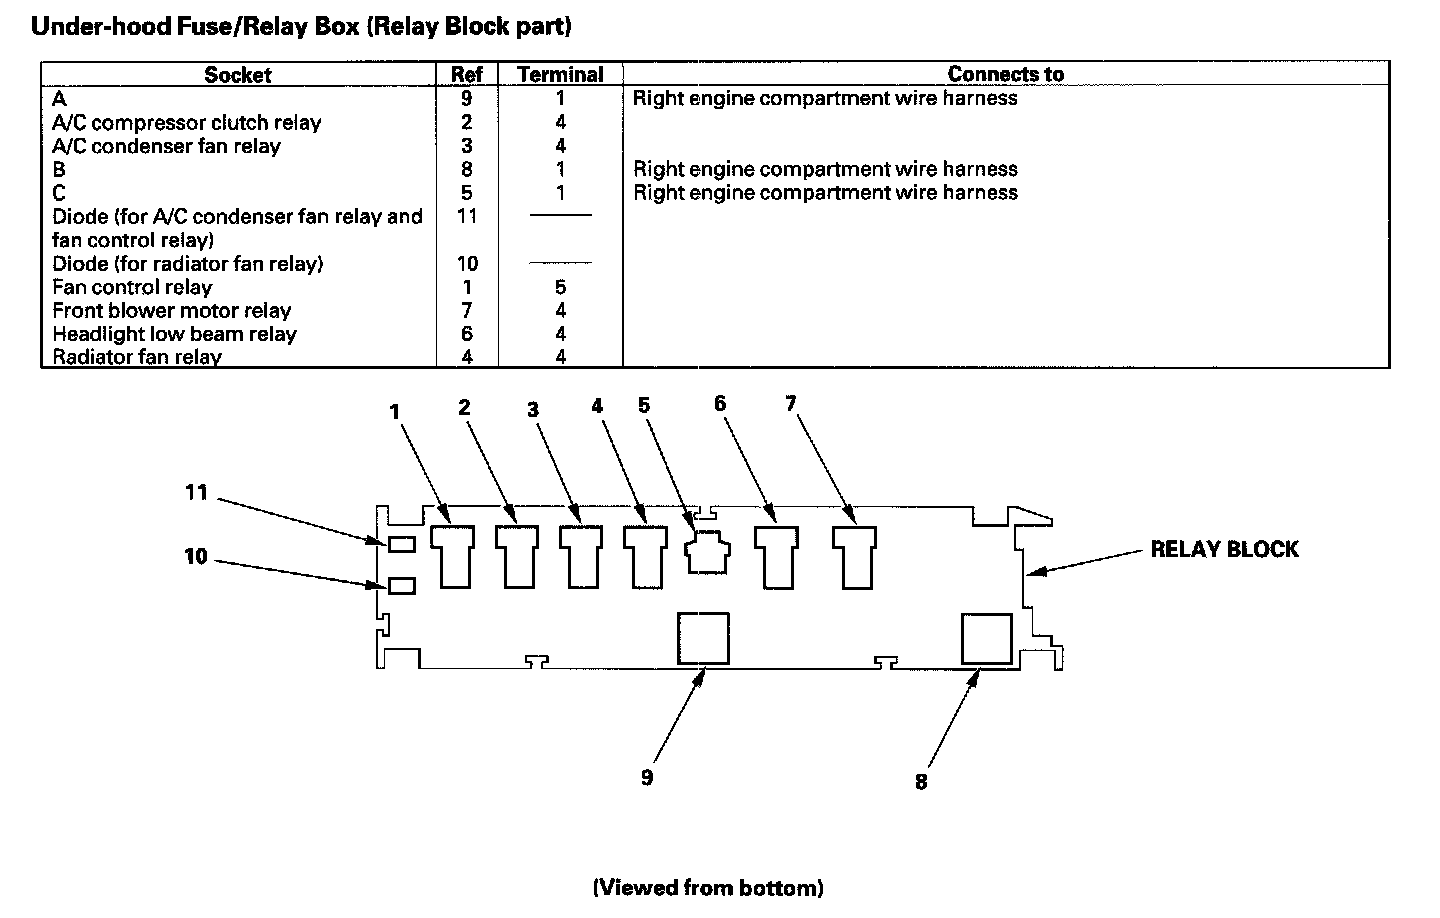 Under-hood Fuse/Relay Box (Relay Block part)
Socket Ref Terminal Connects to
A 9 1 Right engine compartment wire harness
A/C compressor clutch relay 2 4
A/C condenser fan relay 3 4
B 8 1 Right engine compartment wire harness
C 5 1 Right engine compartment wire harness
Diode (for A/C condenser fan relay and 11 ——
fan control relay)
Diode (for radiator fan relay) 10 ——
Fan control relay 1 5
Front blower motor relay 7 4
Headlight low beam relay 6 4
Radiator fan relay 4 4
1 2 3 4 5 6 7
11
10
RELAY BLOCK
9
8
(Viewed from bottom)